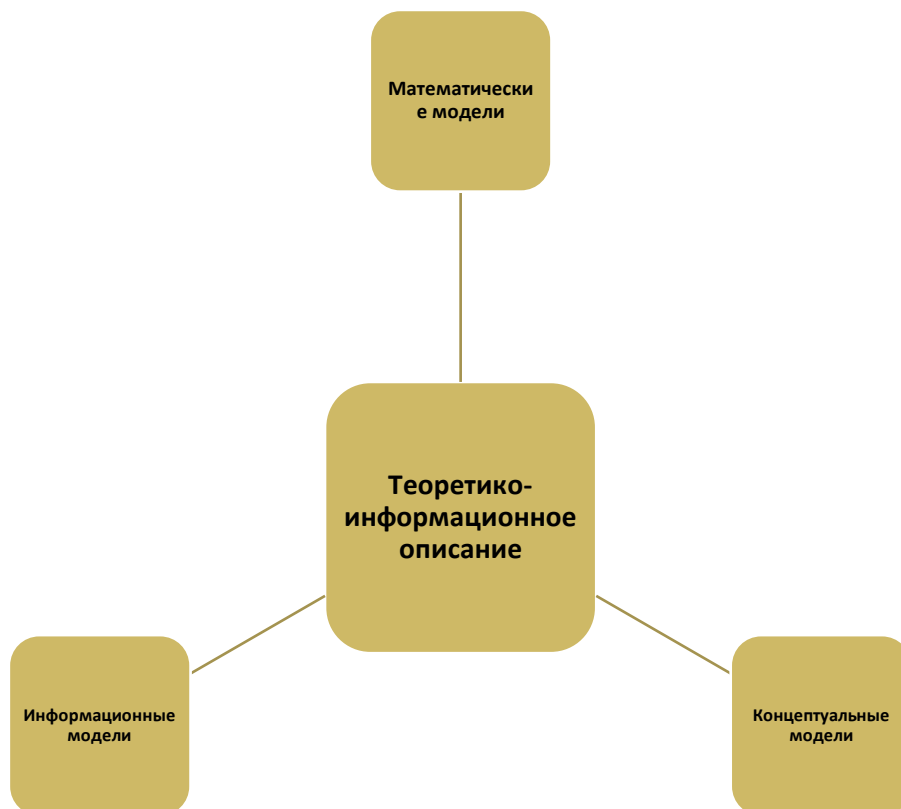 Математически
е модели
Теоретико-
информационное
описание
Информационные
модели
Концептуальные
модели